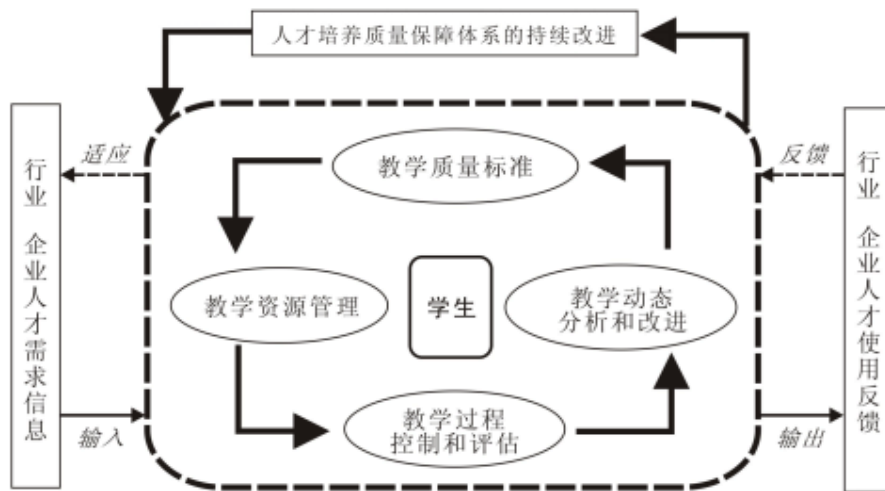 人才培养质量保障体系的持续改进
行业 企业人才需求信息
适应
输入
教学质量标准
教学资源管理
学生
教学动态
分析和改进
教学过程
控制和评估
反馈
输出
行业 企业人才使用反馈